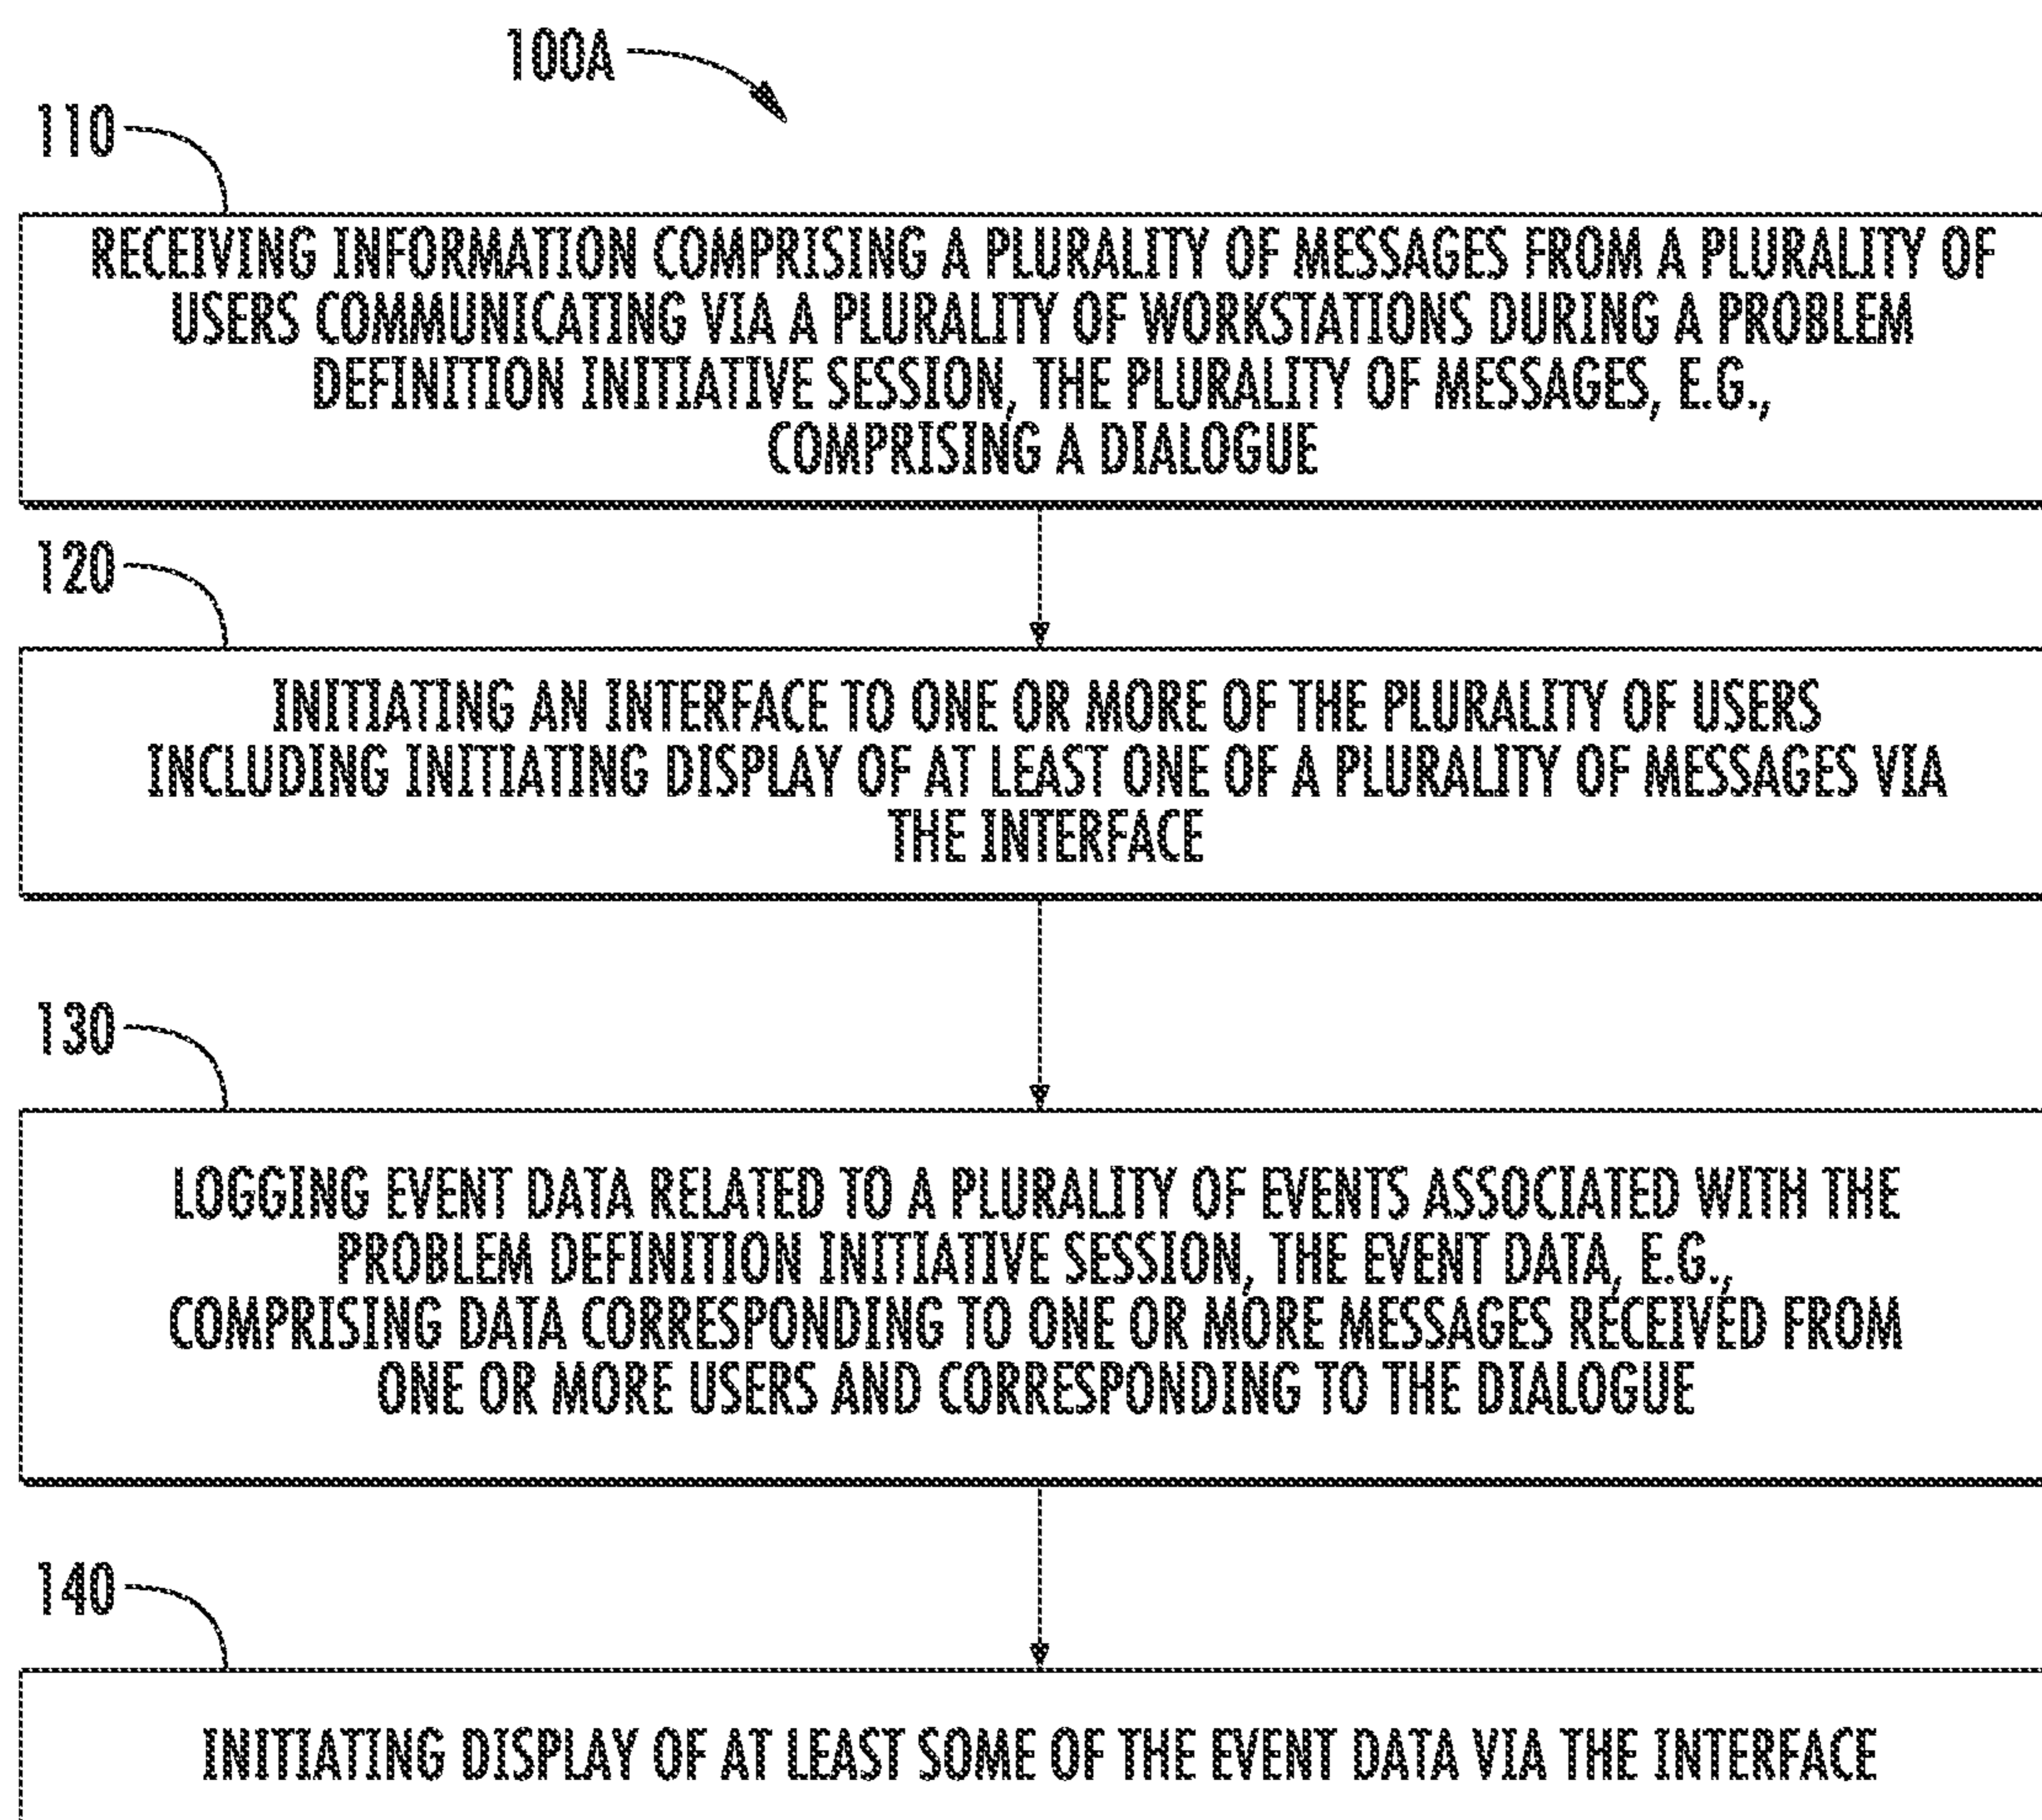 100A
110
RECEIVING INFORMATION COMPRISING A PLURALITY OF MESSAGES FROM A PLURALITY OF
USERS COMMUNICATING VIA A PLURALITY OF WORKSTATIONS DURING A PROBLEM
DEFINITION INITIATIVE SESSION, THE PLURALITY OF MESSAGES, E.G.,
COMPRISING A DIALOGUE
120
INITIATING AN INTERFACE TO ONE OR MORE OF THE PLURALITY OF USERS
INCLUDING INITIATING DISPLAY OF AT LEAST ONE OF A PLURALITY OF MESSAGES VIA
THE INTERFACE
130
LOGGING EVENT DATA RELATED TO A PLURALITY OF EVENTS ASSOCIATED WITH THE
PROBLEM DEFINITION INITIATIVE SESSION, THE EVENT DATA, E.G.,
COMPRISING DATA CORRESPONDING TO ONE OR MORE MESSAGES RECEIVED FROM
ONE OR MORE USERS AND CORRESPONDING TO THE DIALOGUE
140
INITIATING DISPLAY OF AT LEAST SOME OF THE EVENT DATA VIA THE INTERFACE